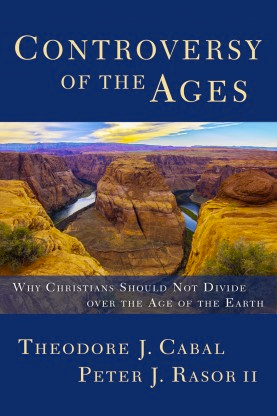 CONTROVERSY
OF THE AGES
WHY CHRISTIANS SHOULD NOT DIVIDE
OVER THE AGE OF THE EARTH
THEODORE J. CABAL
PETER J. RASOR II